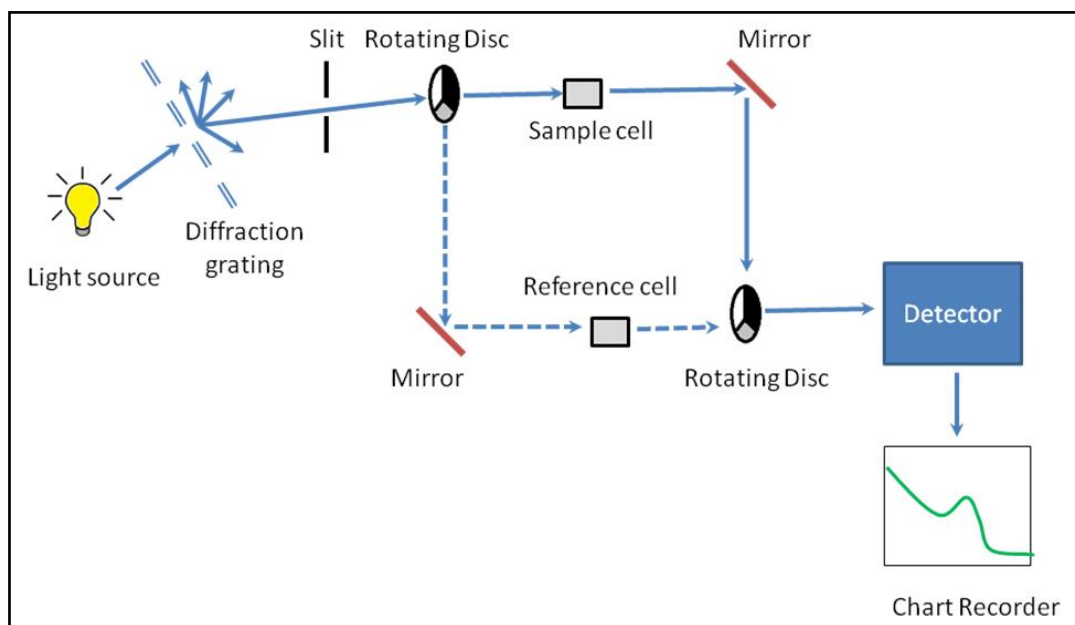 Slit
Rotating Disc
Mirror
Sample cell
Diffraction
grating
Light source
Reference cell
Mirror
Rotating Disc
Detector
Chart Recorder